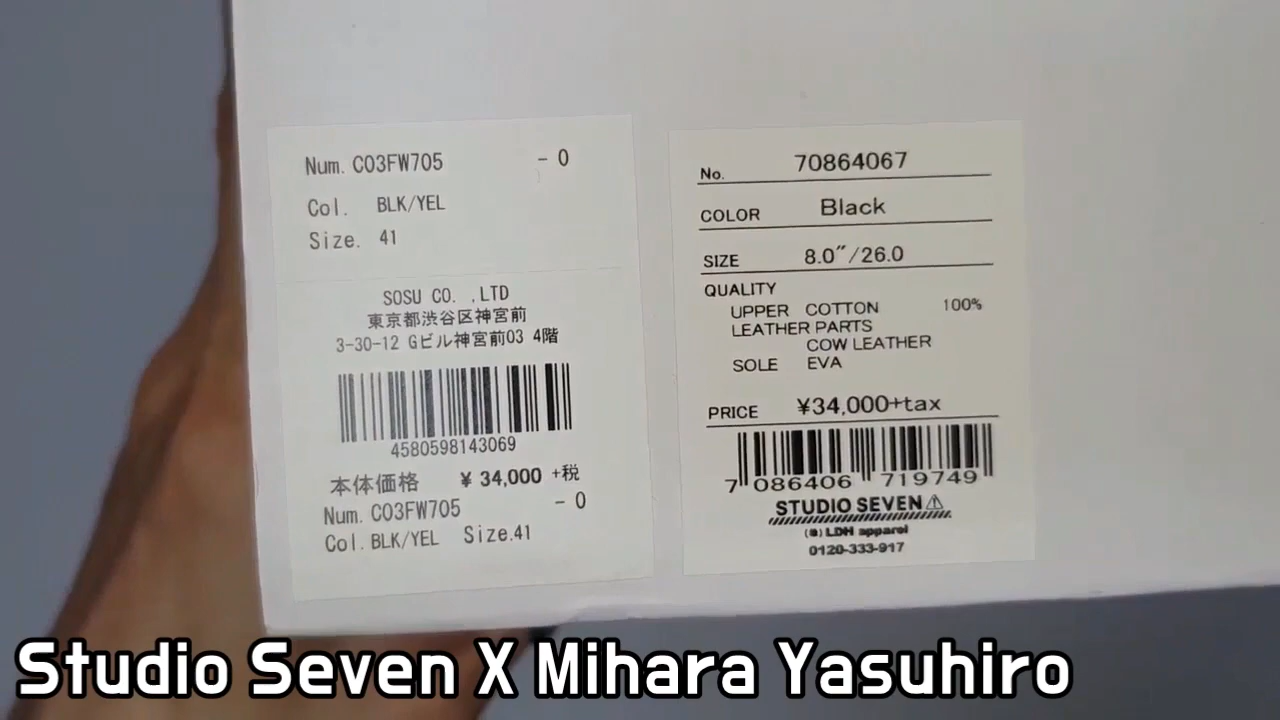 Num. C03FW705 - 0
Col. BLK/YEL
Size. 41
SOSU CO. ,LTD
東京都渋谷区神宮前
3-30-12 Gビル神宮前03 4階
4580598143069
本体価格 ¥ 34,000 +税
Num. C03FW705 - 0
Col. BLK/YEL Size.41
No. 70864067
COLOR Black
SIZE 8.0″/26.0
QUALITY
UPPER COTTON 100%
LEATHER PARTS
COW LEATHER
SOLE EVA
PRICE ¥34,000+tax
7 086406 719749
STUDIO SEVEN
LDH apparel
0120-333-917
Studio Seven X Mihara Yasuhiro